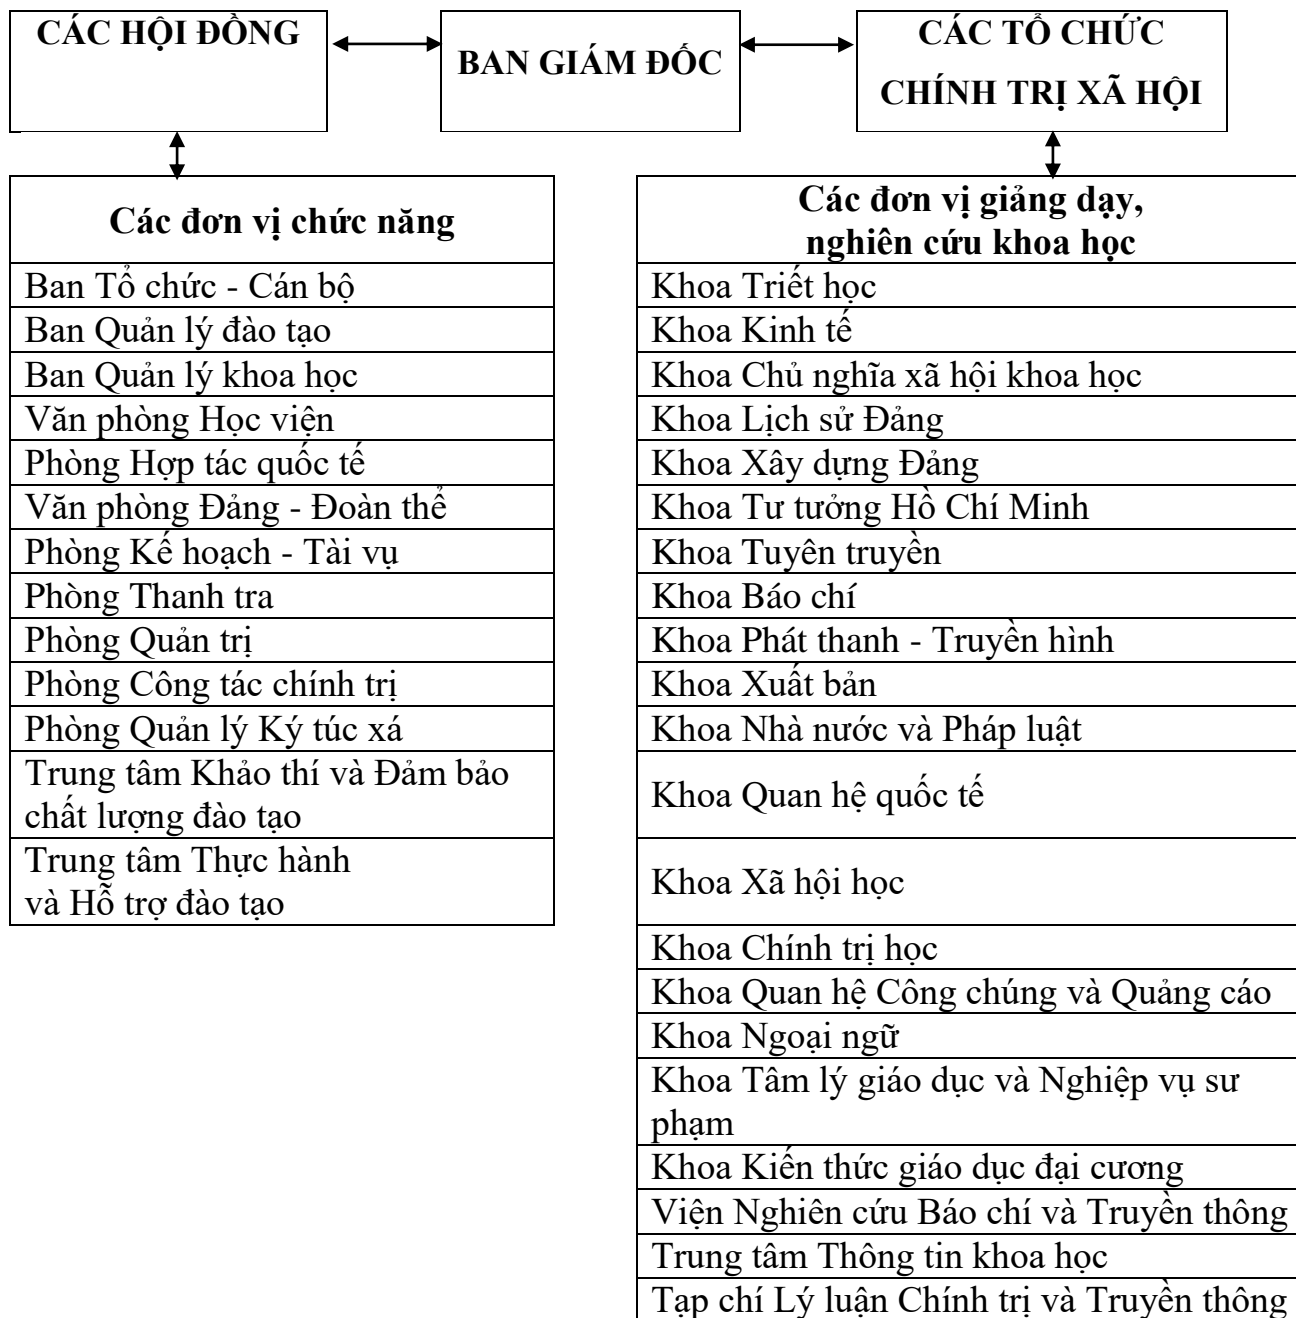 CÁC HỘI ĐỒNG
BAN GIÁM ĐỐC
CÁC TỔ CHỨC
CHÍNH TRỊ XÃ HỘI
Các đơn vị chức năng
Ban Tổ chức - Cán bộ
Ban Quản lý đào tạo
Ban Quản lý khoa học
Văn phòng Học viện
Phòng Hợp tác quốc tế
Văn phòng Đảng - Đoàn thể
Phòng Kế hoạch - Tài vụ
Phòng Thanh tra
Phòng Quản trị
Phòng Công tác chính trị
Phòng Quản lý Ký túc xá
Trung tâm Khảo thí và Đảm bảo
chất lượng đào tạo
Trung tâm Thực hành
và Hỗ trợ đào tạo
Các đơn vị giảng dạy,
nghiên cứu khoa học
Khoa Triết học
Khoa Kinh tế
Khoa Chủ nghĩa xã hội khoa học
Khoa Lịch sử Đảng
Khoa Xây dựng Đảng
Khoa Tư tưởng Hồ Chí Minh
Khoa Tuyên truyền
Khoa Báo chí
Khoa Phát thanh - Truyền hình
Khoa Xuất bản
Khoa Nhà nước và Pháp luật
Khoa Quan hệ quốc tế
Khoa Xã hội học
Khoa Chính trị học
Khoa Quan hệ Công chúng và Quảng cáo
Khoa Ngoại ngữ
Khoa Tâm lý giáo dục và Nghiệp vụ sư
phạm
Khoa Kiến thức giáo dục đại cương
Viện Nghiên cứu Báo chí và Truyền thông
Trung tâm Thông tin khoa học
Tạp chí Lý luận Chính trị và Truyền thông